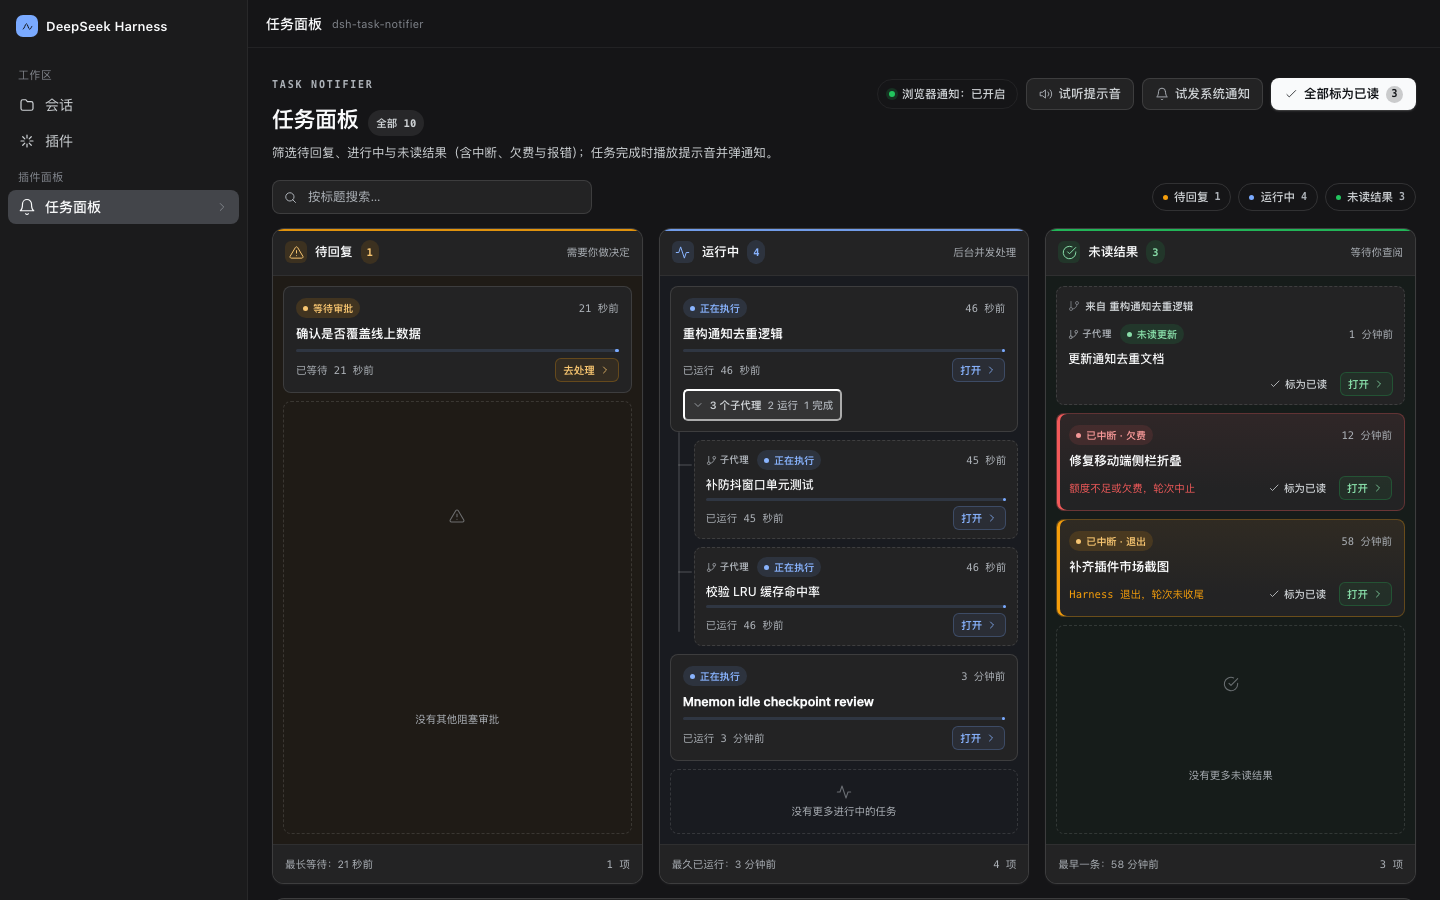 DeepSeek Harness
工作区
会话
插件
插件面板
任务面板
任务面板 dsh-task-notifier
TASK NOTIFIER
任务面板 全部 10
筛选待回复、进行中与未读结果（含中断、欠费与报错）；任务完成时播放提示音并弹通知。
浏览器通知：已开启
试听提示音
试发系统通知
全部标为已读 3
按标题搜索...
待回复 1
运行中 4
未读结果 3
待回复 1 需要你做决定
等待审批 21 秒前
确认是否覆盖线上数据
已等待 21 秒前 去处理
没有其他阻塞审批
最长等待：21 秒前 1 项
运行中 4 后台并发处理
正在执行 46 秒前
重构通知去重逻辑
已运行 46 秒前 打开
3 个子代理 2 运行 1 完成
子代理 正在执行 45 秒前
补防抖窗口单元测试
已运行 45 秒前 打开
子代理 正在执行 46 秒前
校验 LRU 缓存命中率
已运行 46 秒前 打开
正在执行 3 分钟前
Mnemon idle checkpoint review
已运行 3 分钟前 打开
没有更多进行中的任务
最久已运行：3 分钟前 4 项
未读结果 3 等待你查阅
来自 重构通知去重逻辑
子代理 未读更新 1 分钟前
更新通知去重文档
标为已读 打开
已中断 · 欠费 12 分钟前
修复移动端侧栏折叠
额度不足或欠费，轮次中止 标为已读 打开
已中断 · 退出 58 分钟前
补齐插件市场截图
Harness 退出，轮次未收尾 标为已读 打开
没有更多未读结果
最早一条：58 分钟前 3 项